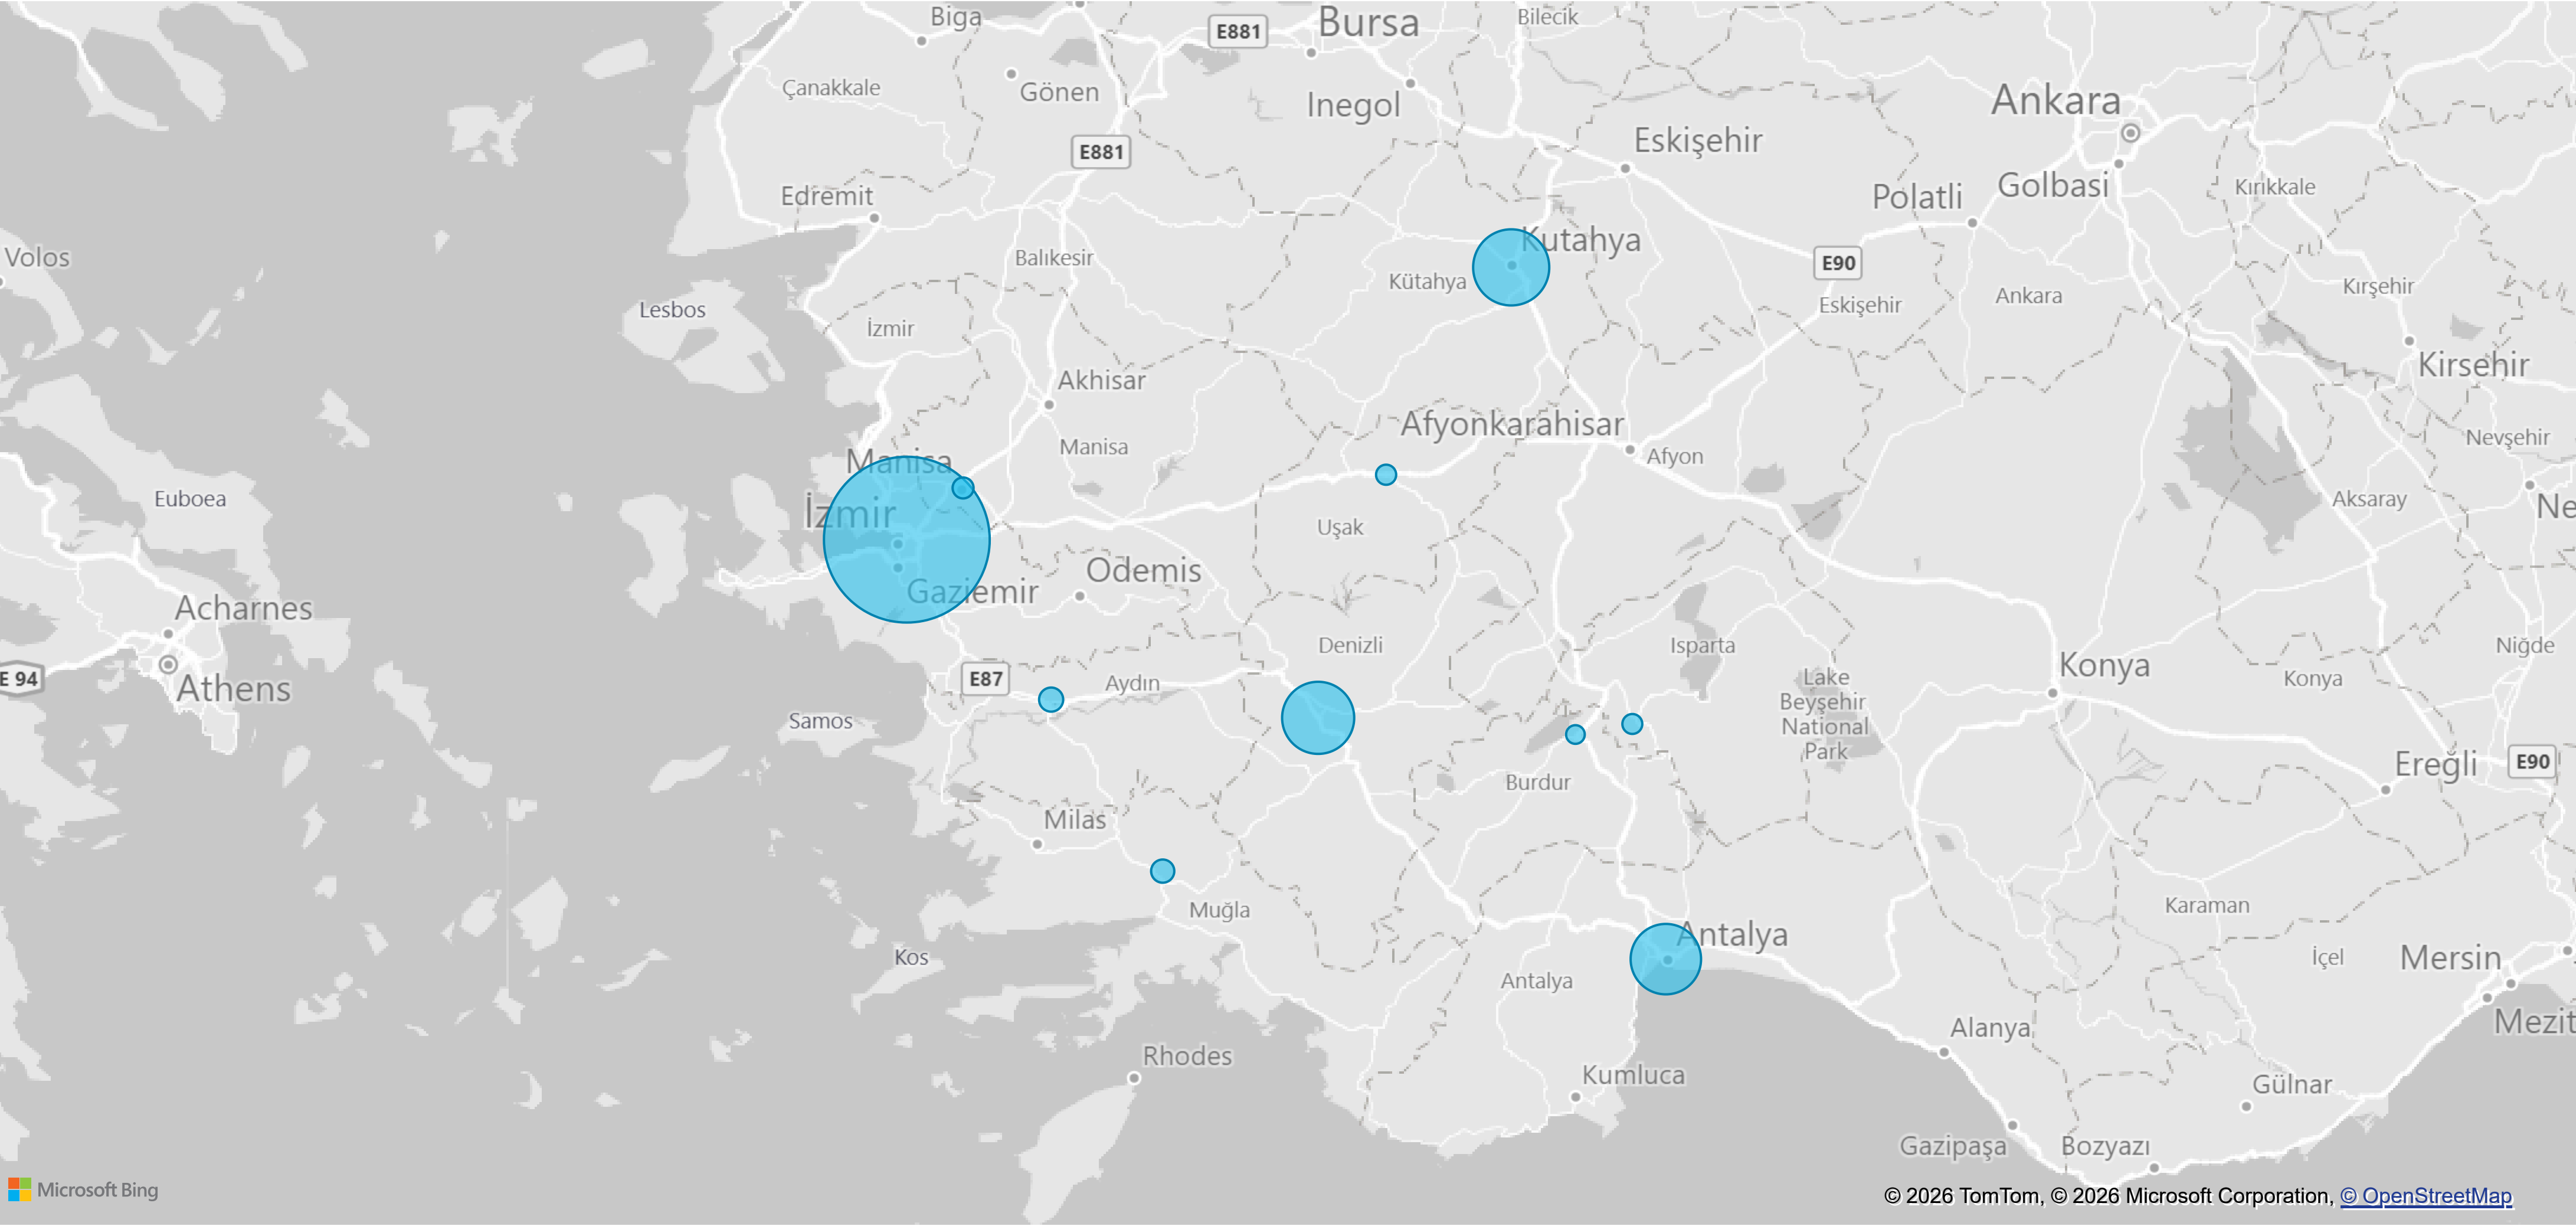 Biga
E881
Bursa
Bilecik
Çanakkale
Gönen
Inegol
Ankara
E881
Eskişehir
Edremit
Polatli
Golbasi
Kırıkkale
Volos
Balıkesir
Kutahya
Kütahya
E90
Eskişehir
Ankara
Kırşehir
Lesbos
İzmir
Akhisar
Kirsehir
Manisa
Afyonkarahisar
Afyon
Nevşehir
Manisa
Euboea
İzmir
Uşak
Aksaray
Ne
Gaziemir
Odemis
Acharnes
Denizli
Isparta
Niğde
E 94
Athens
E87
Aydın
Konya
Konya
Lake
Beyşehir
National
Park
Samos
Burdur
Ereğli
E90
Milas
Muğla
Karaman
Antalya
Kos
Antalya
İçel
Mersin
Mezit
Alanya
Rhodes
Kumluca
Gülnar
Gazipaşa
Bozyazı
Microsoft Bing
© 2026 TomTom, © 2026 Microsoft Corporation, © OpenStreetMap